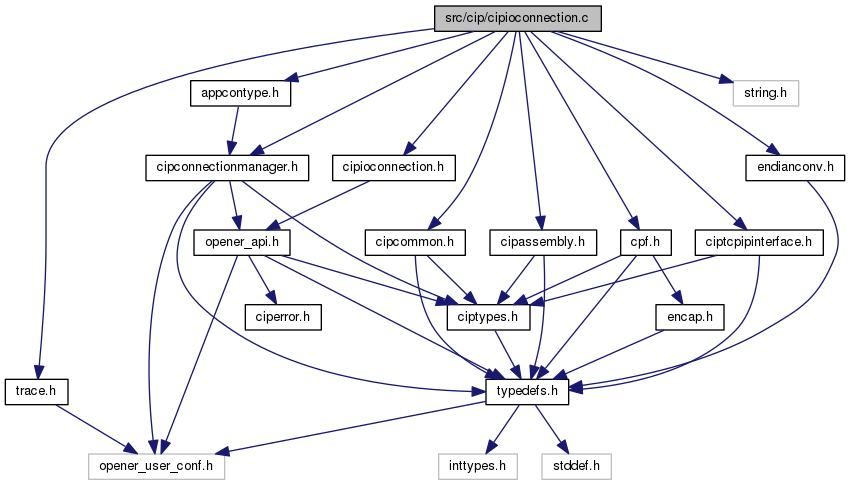 src/cip/cipioconnection.c
appcontype.h
string.h
cipconnectionmanager.h
cipioconnection.h
endianconv.h
opener_api.h
cipcommon.h
cipassembly.h
cpf.h
ciptcpipinterface.h
ciperror.h
ciptypes.h
encap.h
trace.h
typedefs.h
opener_user_conf.h
inttypes.h
stddef.h